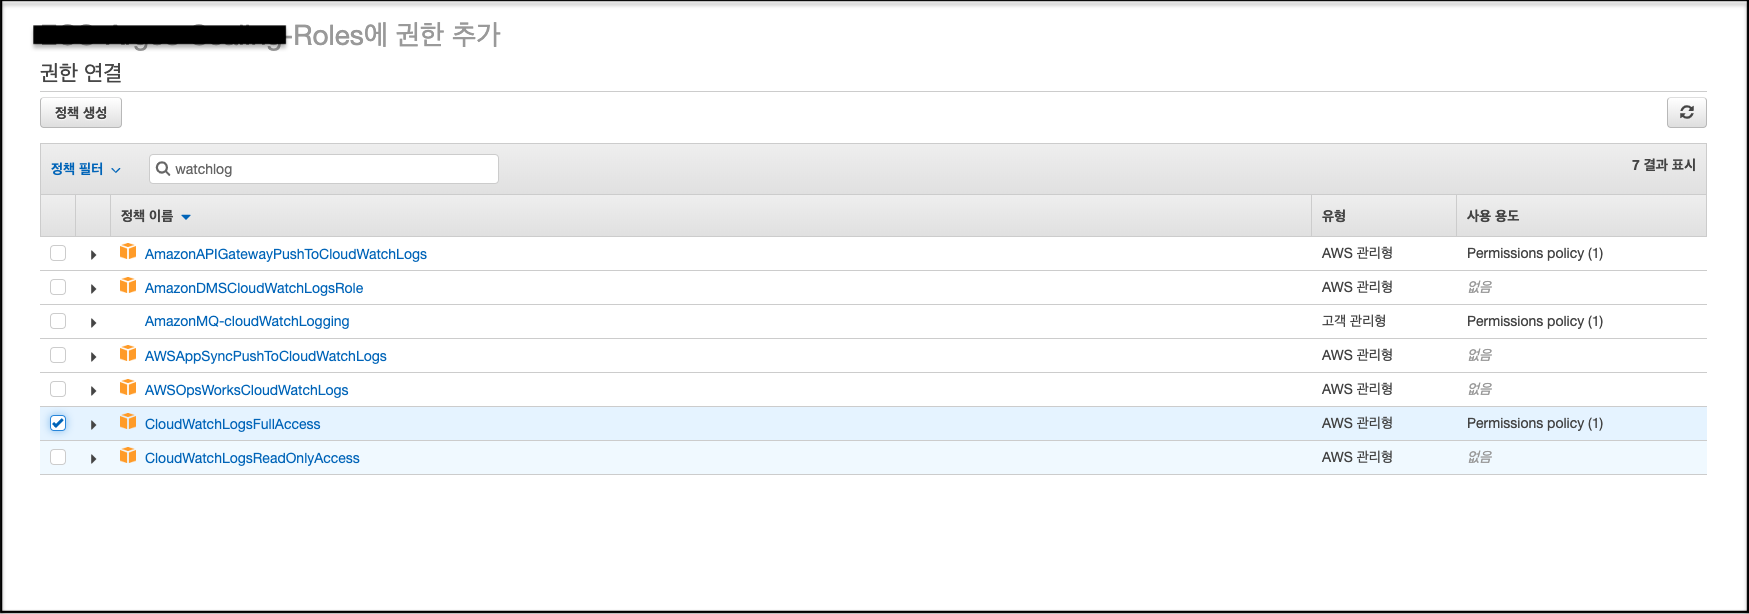 -Roles에 권한 추가
권한 연결
정책 생성
정책 필터 watchlog 7 결과 표시
정책 이름 유형 사용 용도
AmazonAPIGatewayPushToCloudWatchLogs AWS 관리형 Permissions policy (1)
AmazonDMSCloudWatchLogsRole AWS 관리형 없음
AmazonMQ-cloudWatchLogging 고객 관리형 Permissions policy (1)
AWSAppSyncPushToCloudWatchLogs AWS 관리형 없음
AWSOpsWorksCloudWatchLogs AWS 관리형 없음
CloudWatchLogsFullAccess AWS 관리형 Permissions policy (1)
CloudWatchLogsReadOnlyAccess AWS 관리형 없음